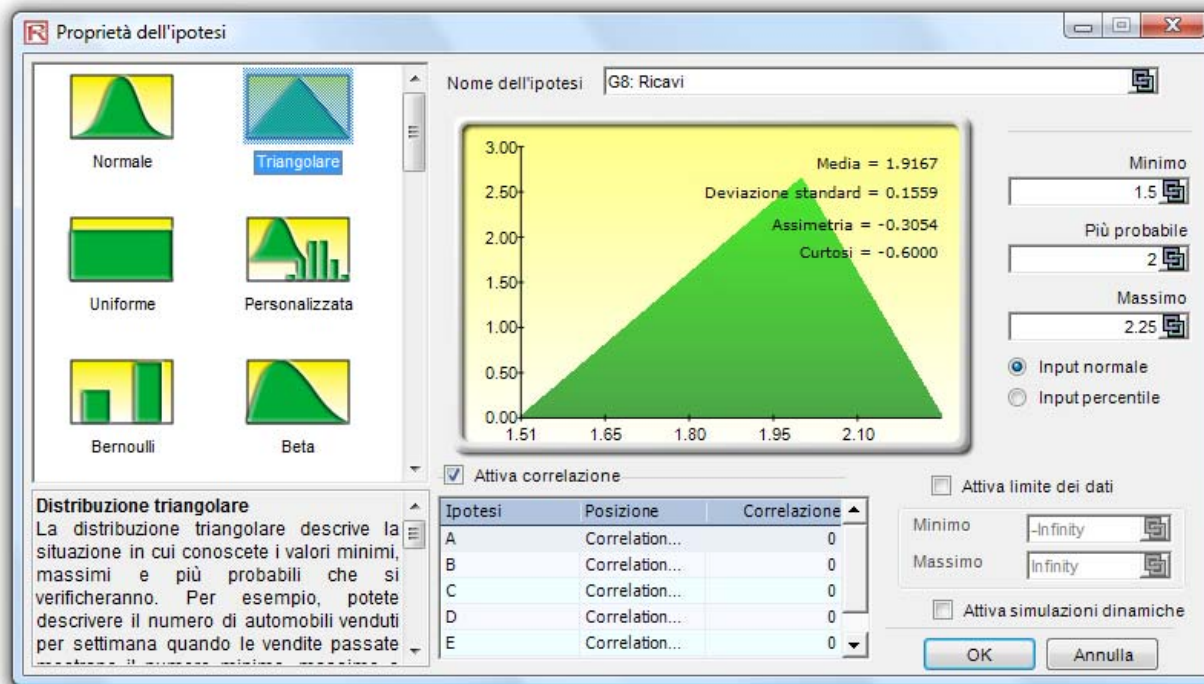 Proprietà dell'ipotesi
Normale
Triangolare
Uniforme
Personalizzata
Bernoulli
Beta
Distribuzione triangolare
La distribuzione triangolare descrive la
situazione in cui conoscete i valori minimi,
massimi e più probabili che si
verificheranno. Per esempio, potete
descrivere il numero di automobili venduti
per settimana quando le vendite passate
Nome dell'ipotesi
G8: Ricavi
3.00
2.50
2.00
1.50
1.00
0.50
0.00
1.51
1.65
1.80
1.95
2.10
Media = 1.9167
Deviazione standard = 0.1559
Assimetria = -0.3054
Curtosi = -0.6000
Minimo
1.5
Più probabile
2
Massimo
2.25
Input normale
Input percentile
Attiva correlazione
Ipotesi Posizione Correlazione
A Correlation... 0
B Correlation... 0
C Correlation... 0
D Correlation... 0
E Correlation... 0
Attiva limite dei dati
Minimo -Infinity
Massimo Infinity
Attiva simulazioni dinamiche
OK
Annulla